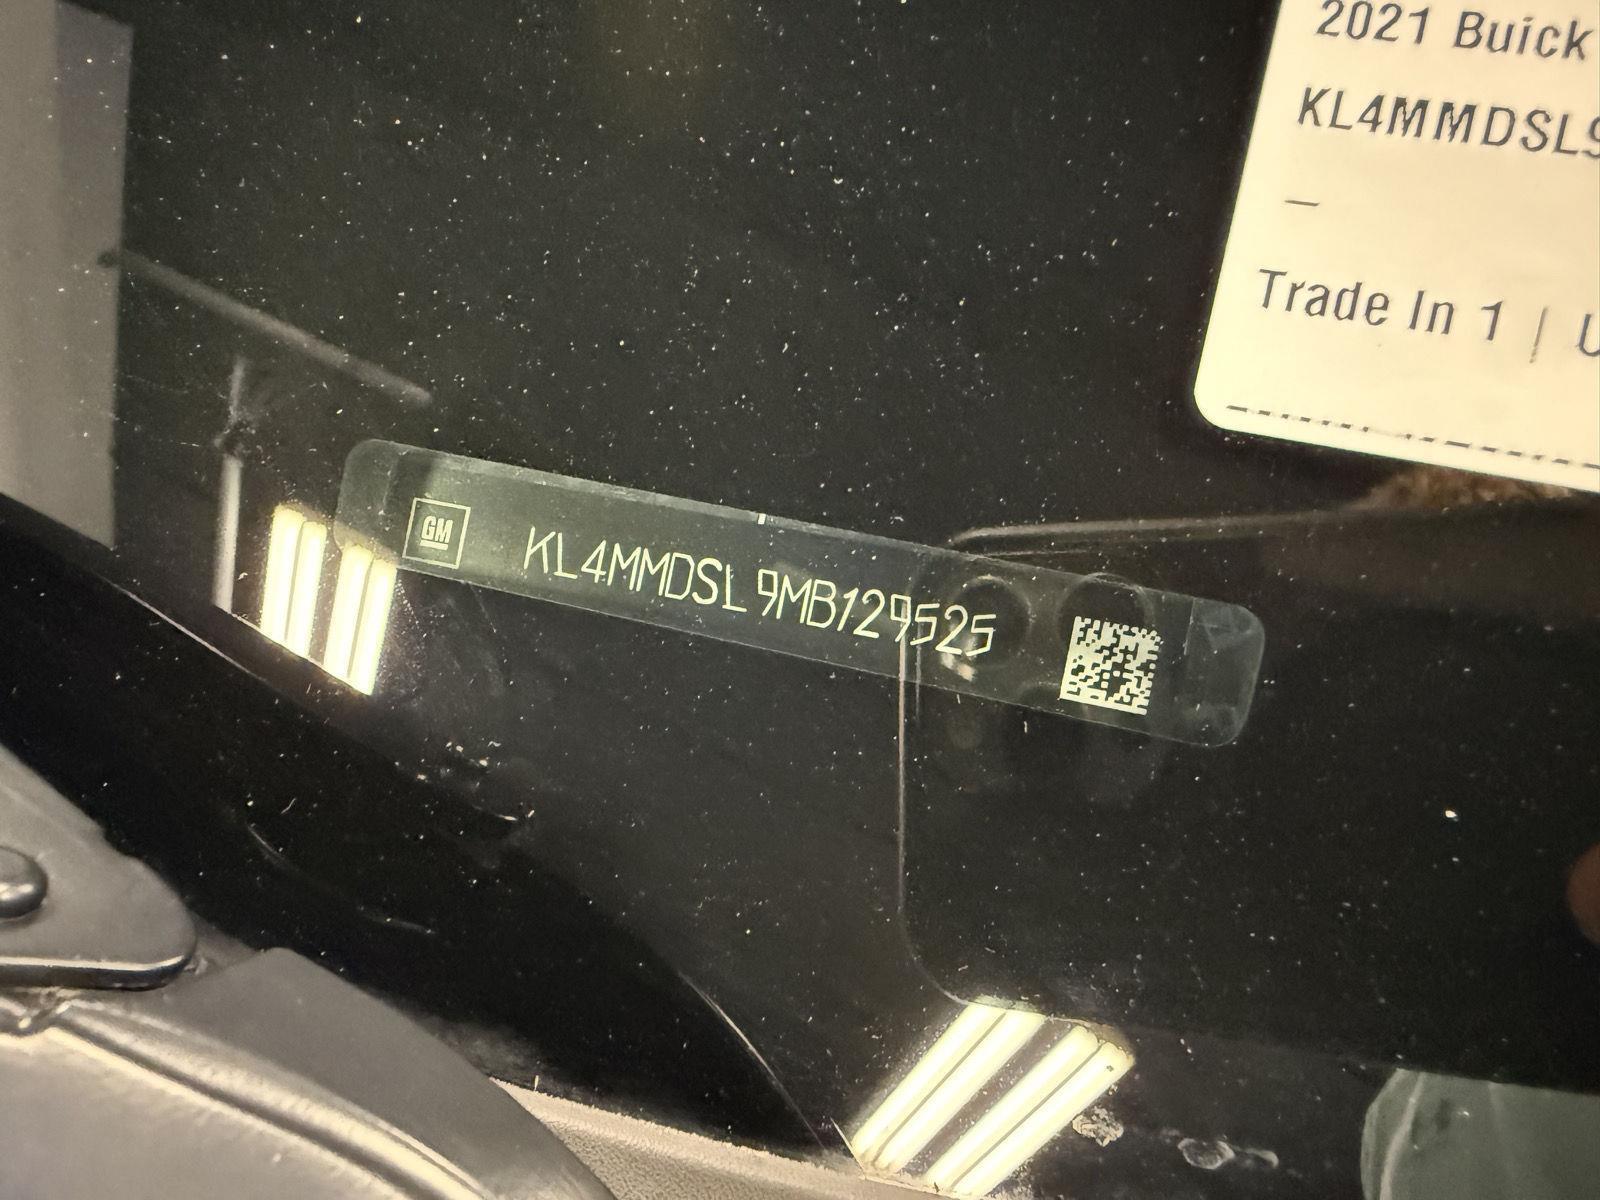 2021 Buick
KL4MMDSL9
–
Trade In 1 |
GM KL4MMDSL9MB129525